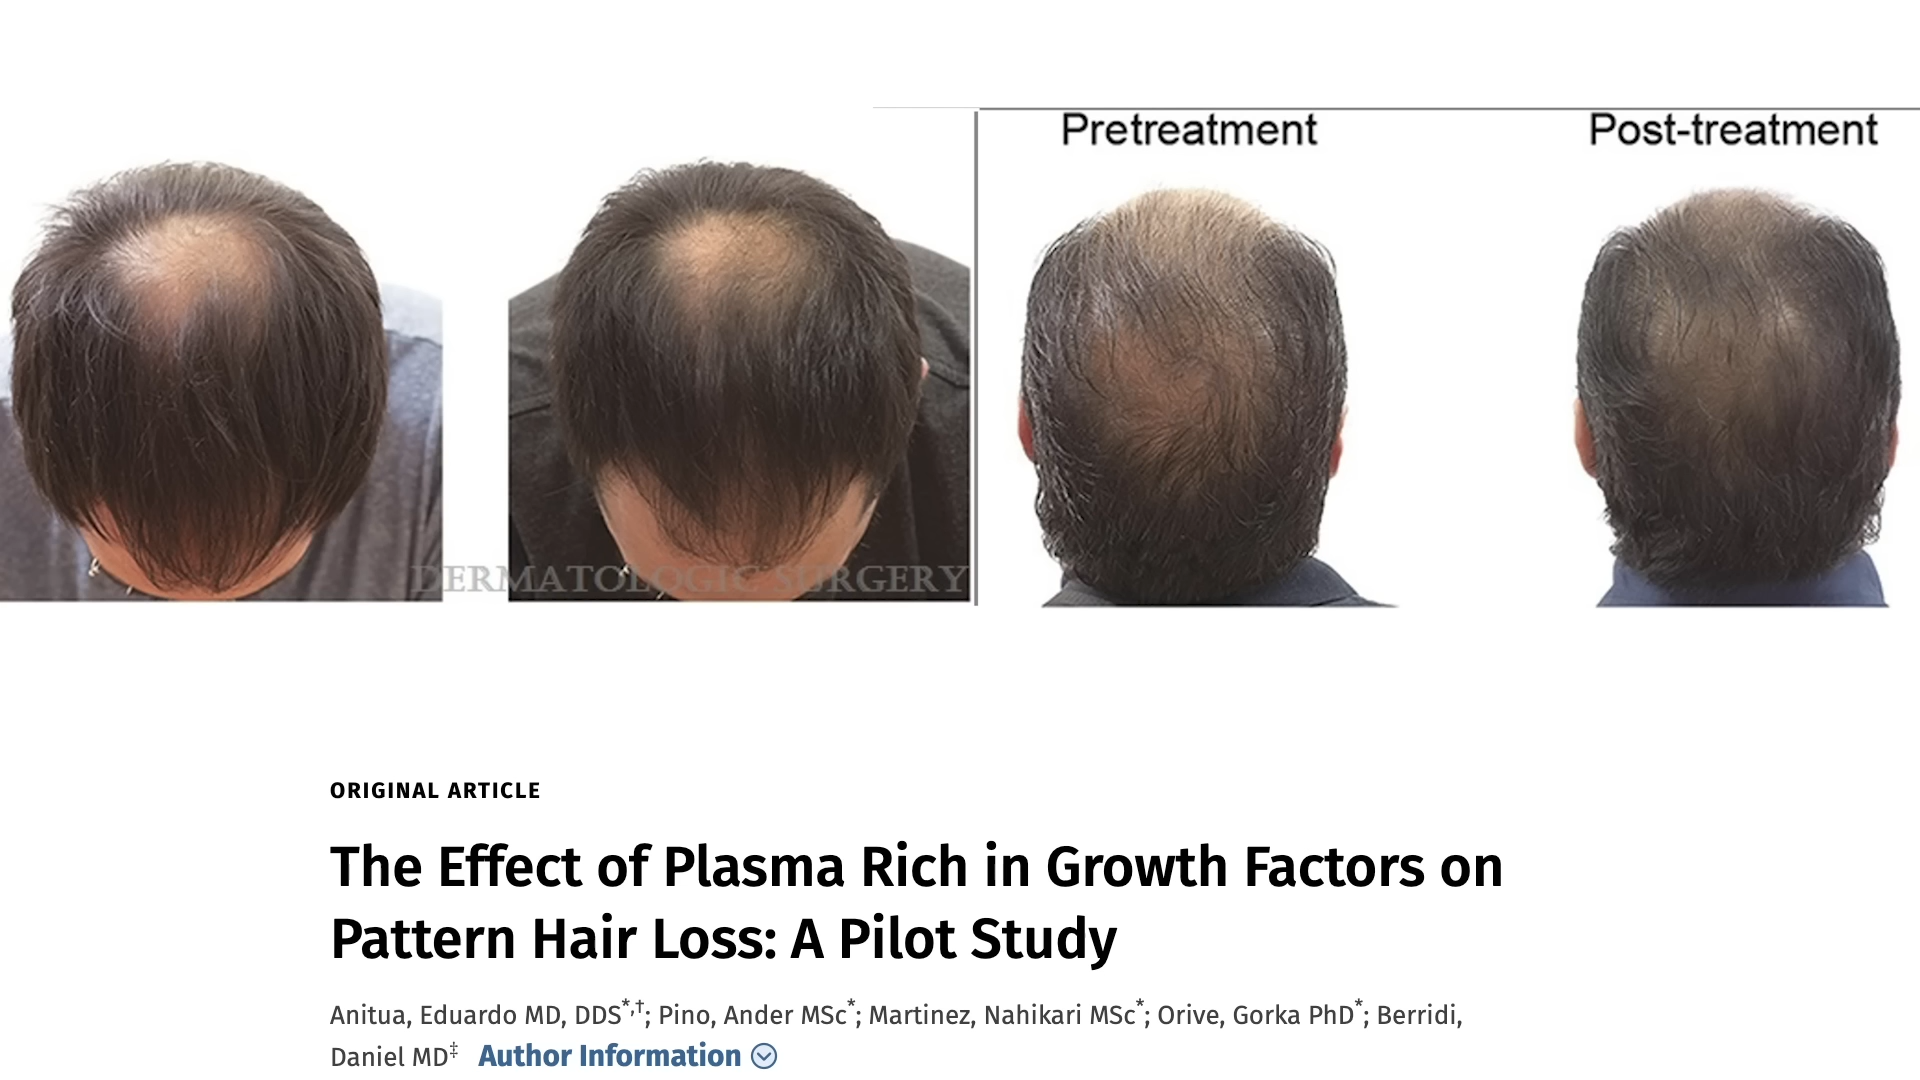 Pretreatment
Post-treatment
DERMATOLOGIC SURGERY
ORIGINAL ARTICLE
The Effect of Plasma Rich in Growth Factors on
Pattern Hair Loss: A Pilot Study
Anitua, Eduardo MD, DDS*,†; Pino, Ander MSc*; Martinez, Nahikari MSc*; Orive, Gorka PhD*; Berridi,
Daniel MD‡ Author Information